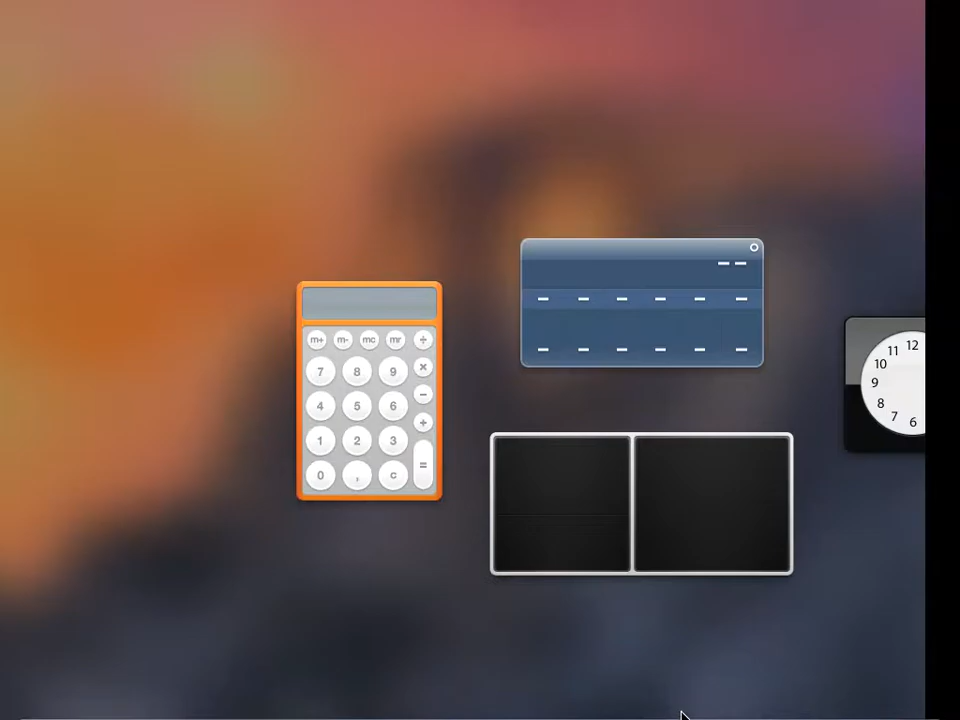 m+ m- mc mr ÷
7 8 9 ×
4 5 6 −
1 2 3 +
0 , c =
-- --
-- -- -- -- -- --
-- -- -- -- -- --
11 12
10
9
8
7 6